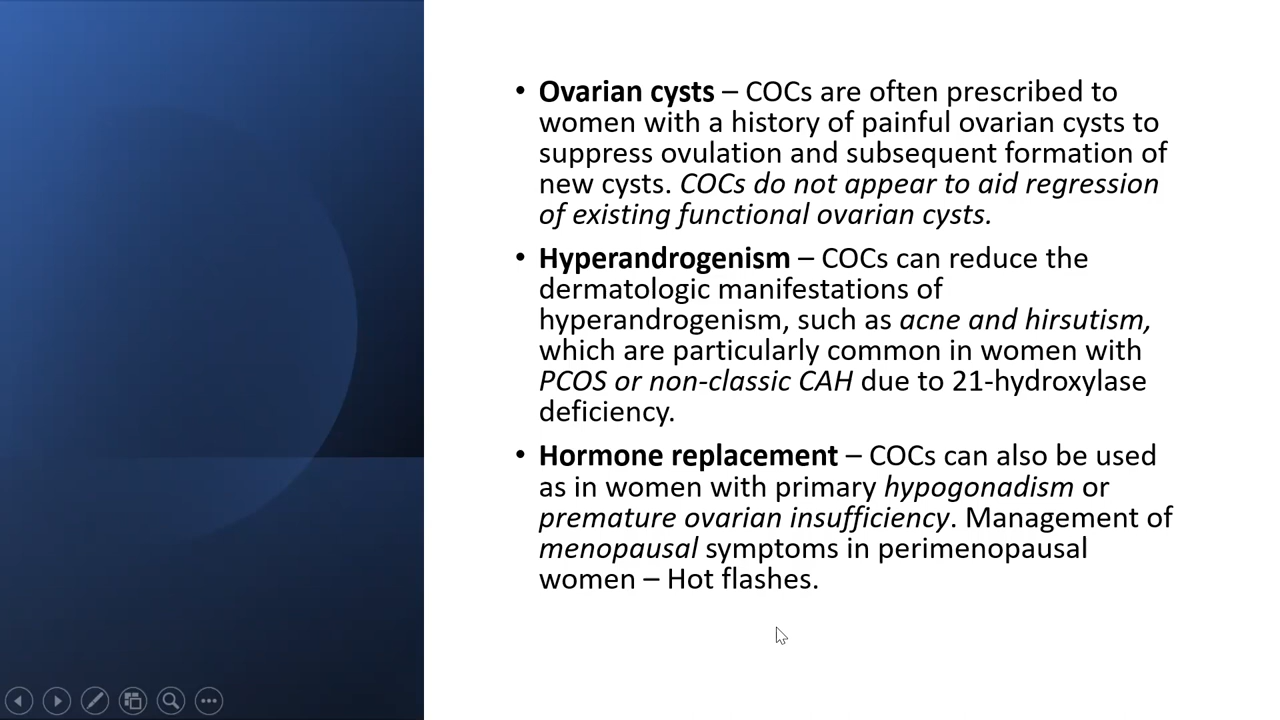 • Ovarian cysts – COCs are often prescribed to
women with a history of painful ovarian cysts to
suppress ovulation and subsequent formation of
new cysts. COCs do not appear to aid regression
of existing functional ovarian cysts.
• Hyperandrogenism – COCs can reduce the
dermatologic manifestations of
hyperandrogenism, such as acne and hirsutism,
which are particularly common in women with
PCOS or non-classic CAH due to 21-hydroxylase
deficiency.
• Hormone replacement – COCs can also be used
as in women with primary hypogonadism or
premature ovarian insufficiency. Management of
menopausal symptoms in perimenopausal
women – Hot flashes.